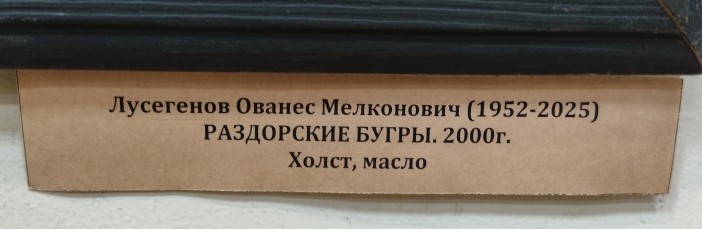 Лусегенов Ованес Мелконович (1952-2025)
РАЗДОРСКИЕ БУГРЫ. 2000г.
Холст, масло